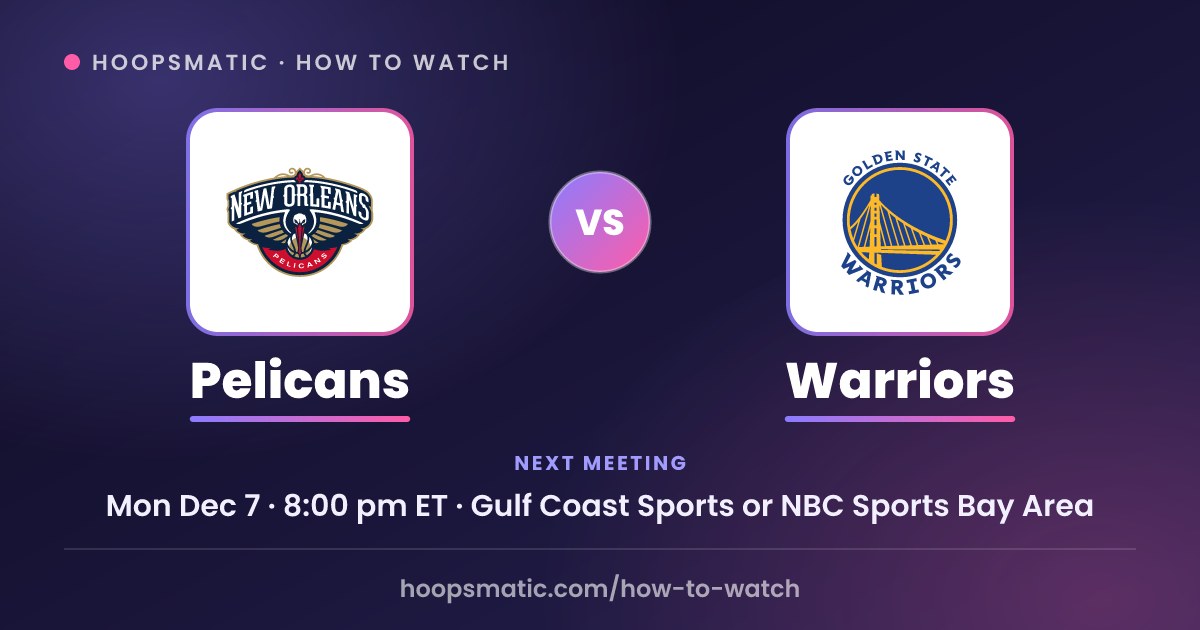 HOOPSMATIC · HOW TO WATCH
NEW ORLEANS
PELICANS
VS
GOLDEN STATE
WARRIORS
Pelicans
Warriors
NEXT MEETING
Mon Dec 7 · 8:00 pm ET · Gulf Coast Sports or NBC Sports Bay Area
hoopsmatic.com/how-to-watch